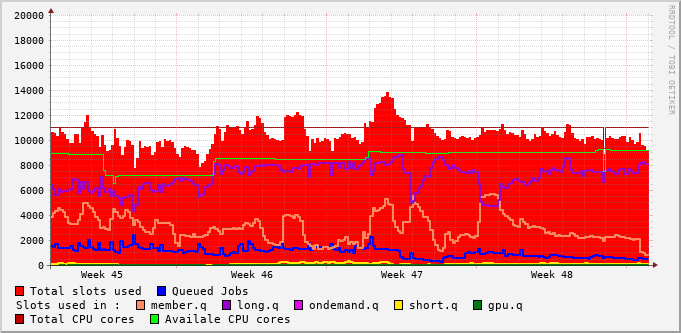 20000
18000
16000
14000
12000
10000
8000
6000
4000
2000
0
Week 45 Week 46 Week 47 Week 48
RRDTOOL / TOBI OETIKER
Total slots used Queued Jobs
Slots used in : member.q long.q ondemand.q short.q gpu.q
Total CPU cores Availale CPU cores